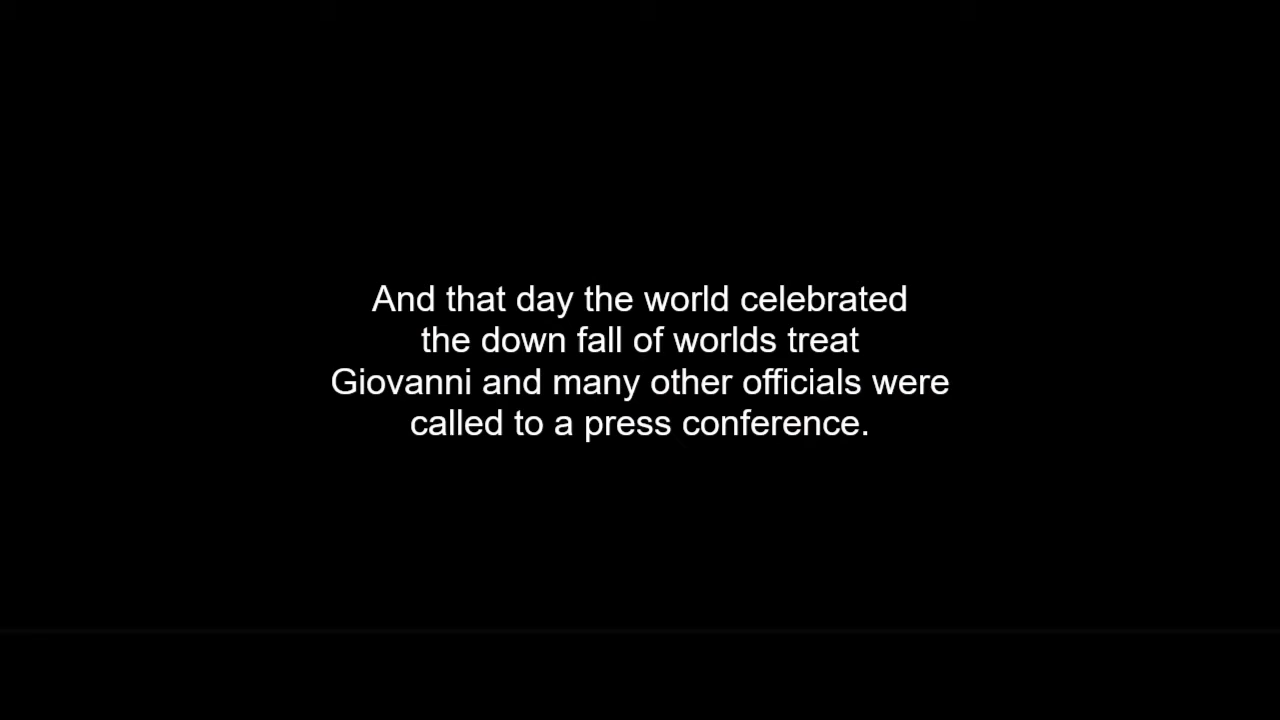 And that day the world celebrated
the down fall of worlds treat
Giovanni and many other officials were
called to a press conference.